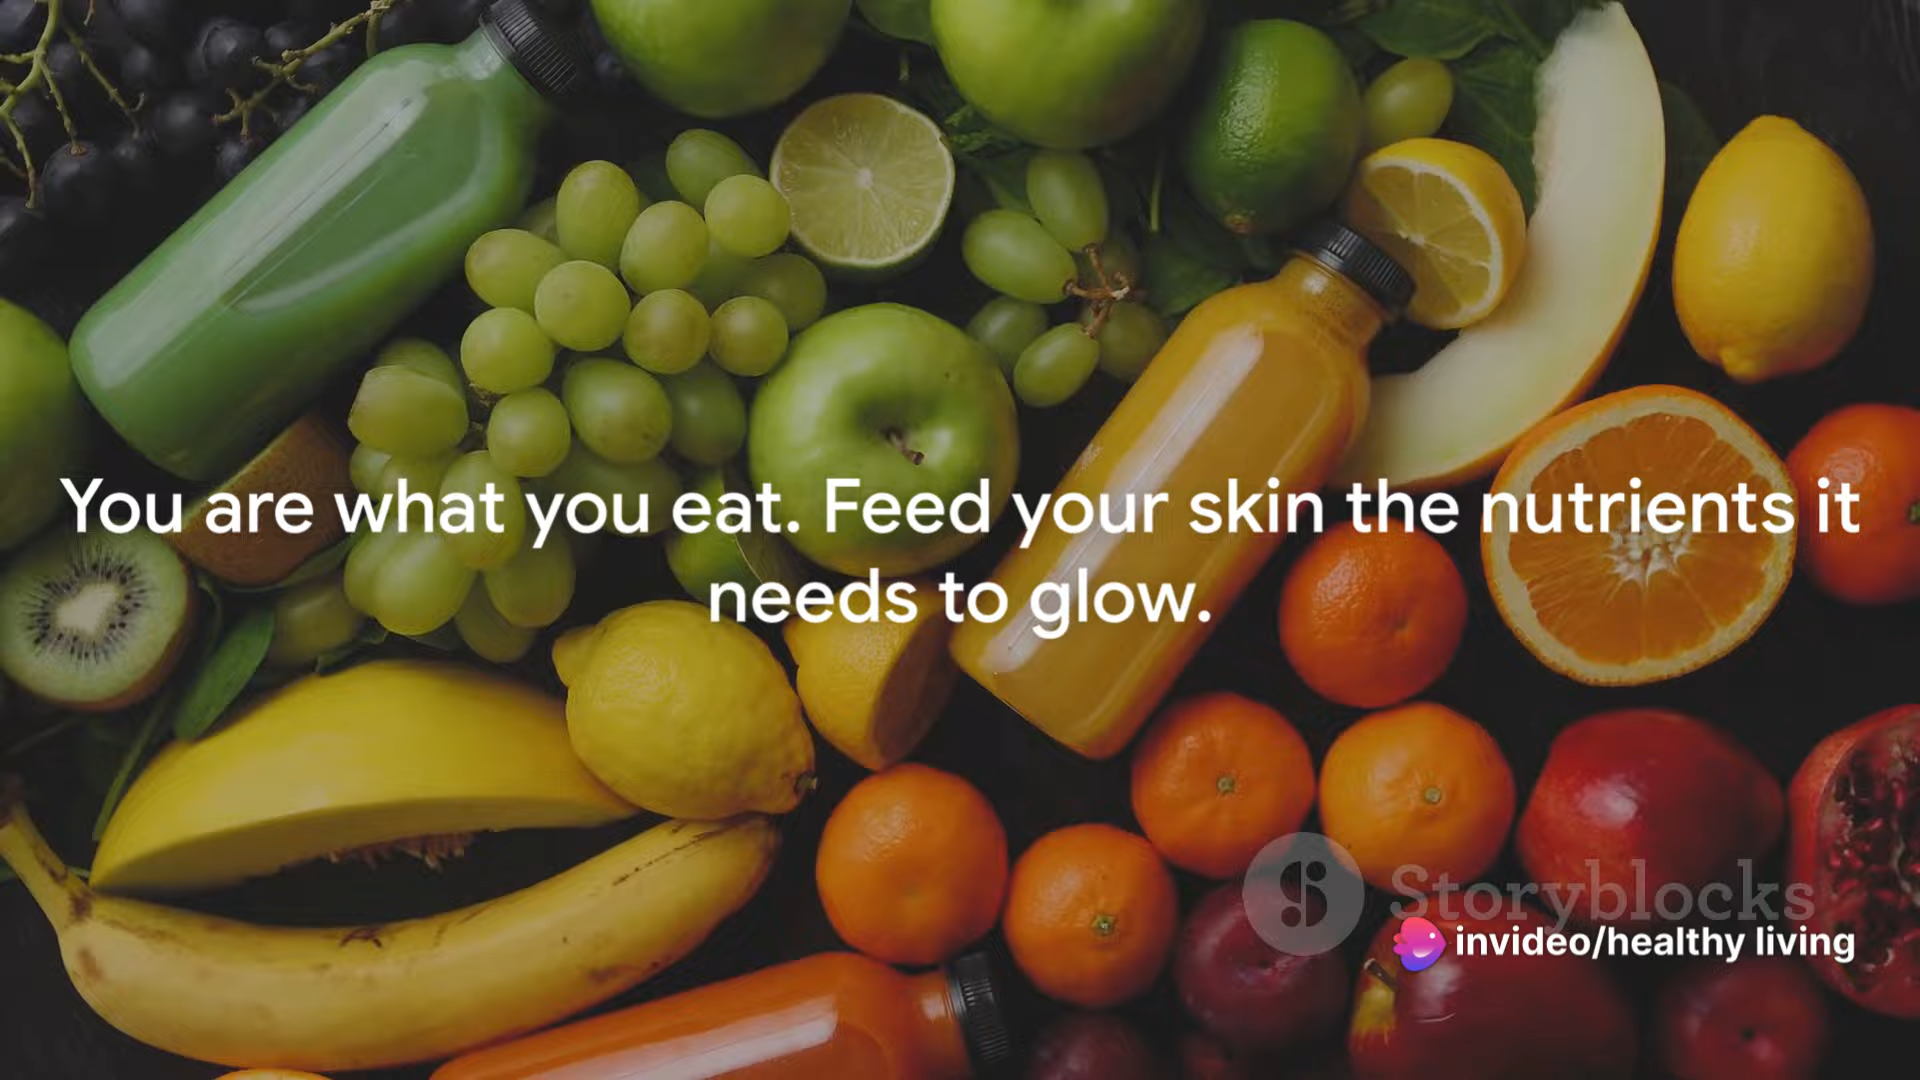 You are what you eat. Feed your skin the nutrients it
needs to glow.
Storyblocks
invideo/healthy living